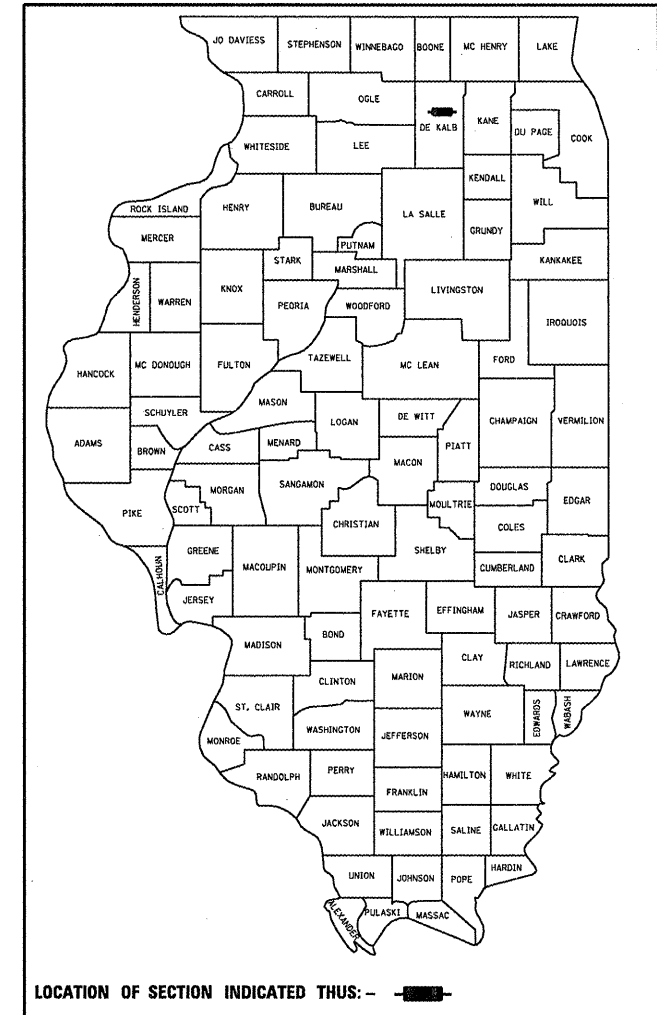 JO DAVIESS STEPHENSON WINNEBAGO BOONE MC HENRY LAKE
CARROLL OGLE DE KALB KANE DU PAGE COOK
WHITESIDE LEE
KENDALL WILL
ROCK ISLAND HENRY BUREAU LA SALLE GRUNDY
MERCER PUTNAM
STARK MARSHALL KANKAKEE
HENDERSON WARREN KNOX PEORIA WOODFORD LIVINGSTON IROQUOIS
HANCOCK MC DONOUGH FULTON TAZEWELL MC LEAN FORD
SCHUYLER MASON LOGAN DE WITT CHAMPAIGN VERMILION
ADAMS BROWN CASS MENARD MACON PIATT
PIKE SCOTT MORGAN SANGAMON MOULTRIE DOUGLAS EDGAR
CHRISTIAN COLES
CALHOUN GREENE MACOUPIN MONTGOMERY SHELBY CUMBERLAND CLARK
JERSEY FAYETTE EFFINGHAM JASPER CRAWFORD
MADISON BOND
CLAY RICHLAND LAWRENCE
CLINTON MARION
ST. CLAIR WAYNE EDWARDS WABASH
MONROE WASHINGTON JEFFERSON
RANDOLPH PERRY HAMILTON WHITE
FRANKLIN
JACKSON WILLIAMSON SALINE GALLATIN
UNION JOHNSON POPE HARDIN
ALEXANDER PULASKI MASSAC
LOCATION OF SECTION INDICATED THUS: –